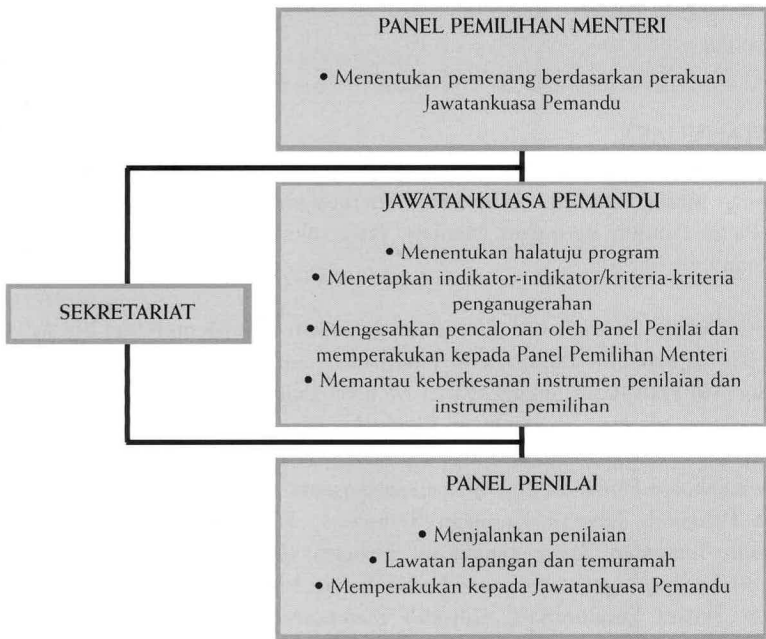 PANEL PEMILIHAN MENTERI
• Menentukan pemenang berdasarkan perakuan
Jawatankuasa Pemandu
JAWATANKUASA PEMANDU
• Menentukan halatuju program
• Menetapkan indikator-indikator/kriteria-kriteria
penganugerahan
• Mengesahkan pencalonan oleh Panel Penilai dan
memperakukan kepada Panel Pemilihan Menteri
• Memantau keberkesanan instrumen penilaian dan
instrumen pemilihan
SEKRETARIAT
PANEL PENILAI
• Menjalankan penilaian
• Lawatan lapangan dan temuramah
• Memperakukan kepada Jawatankuasa Pemandu